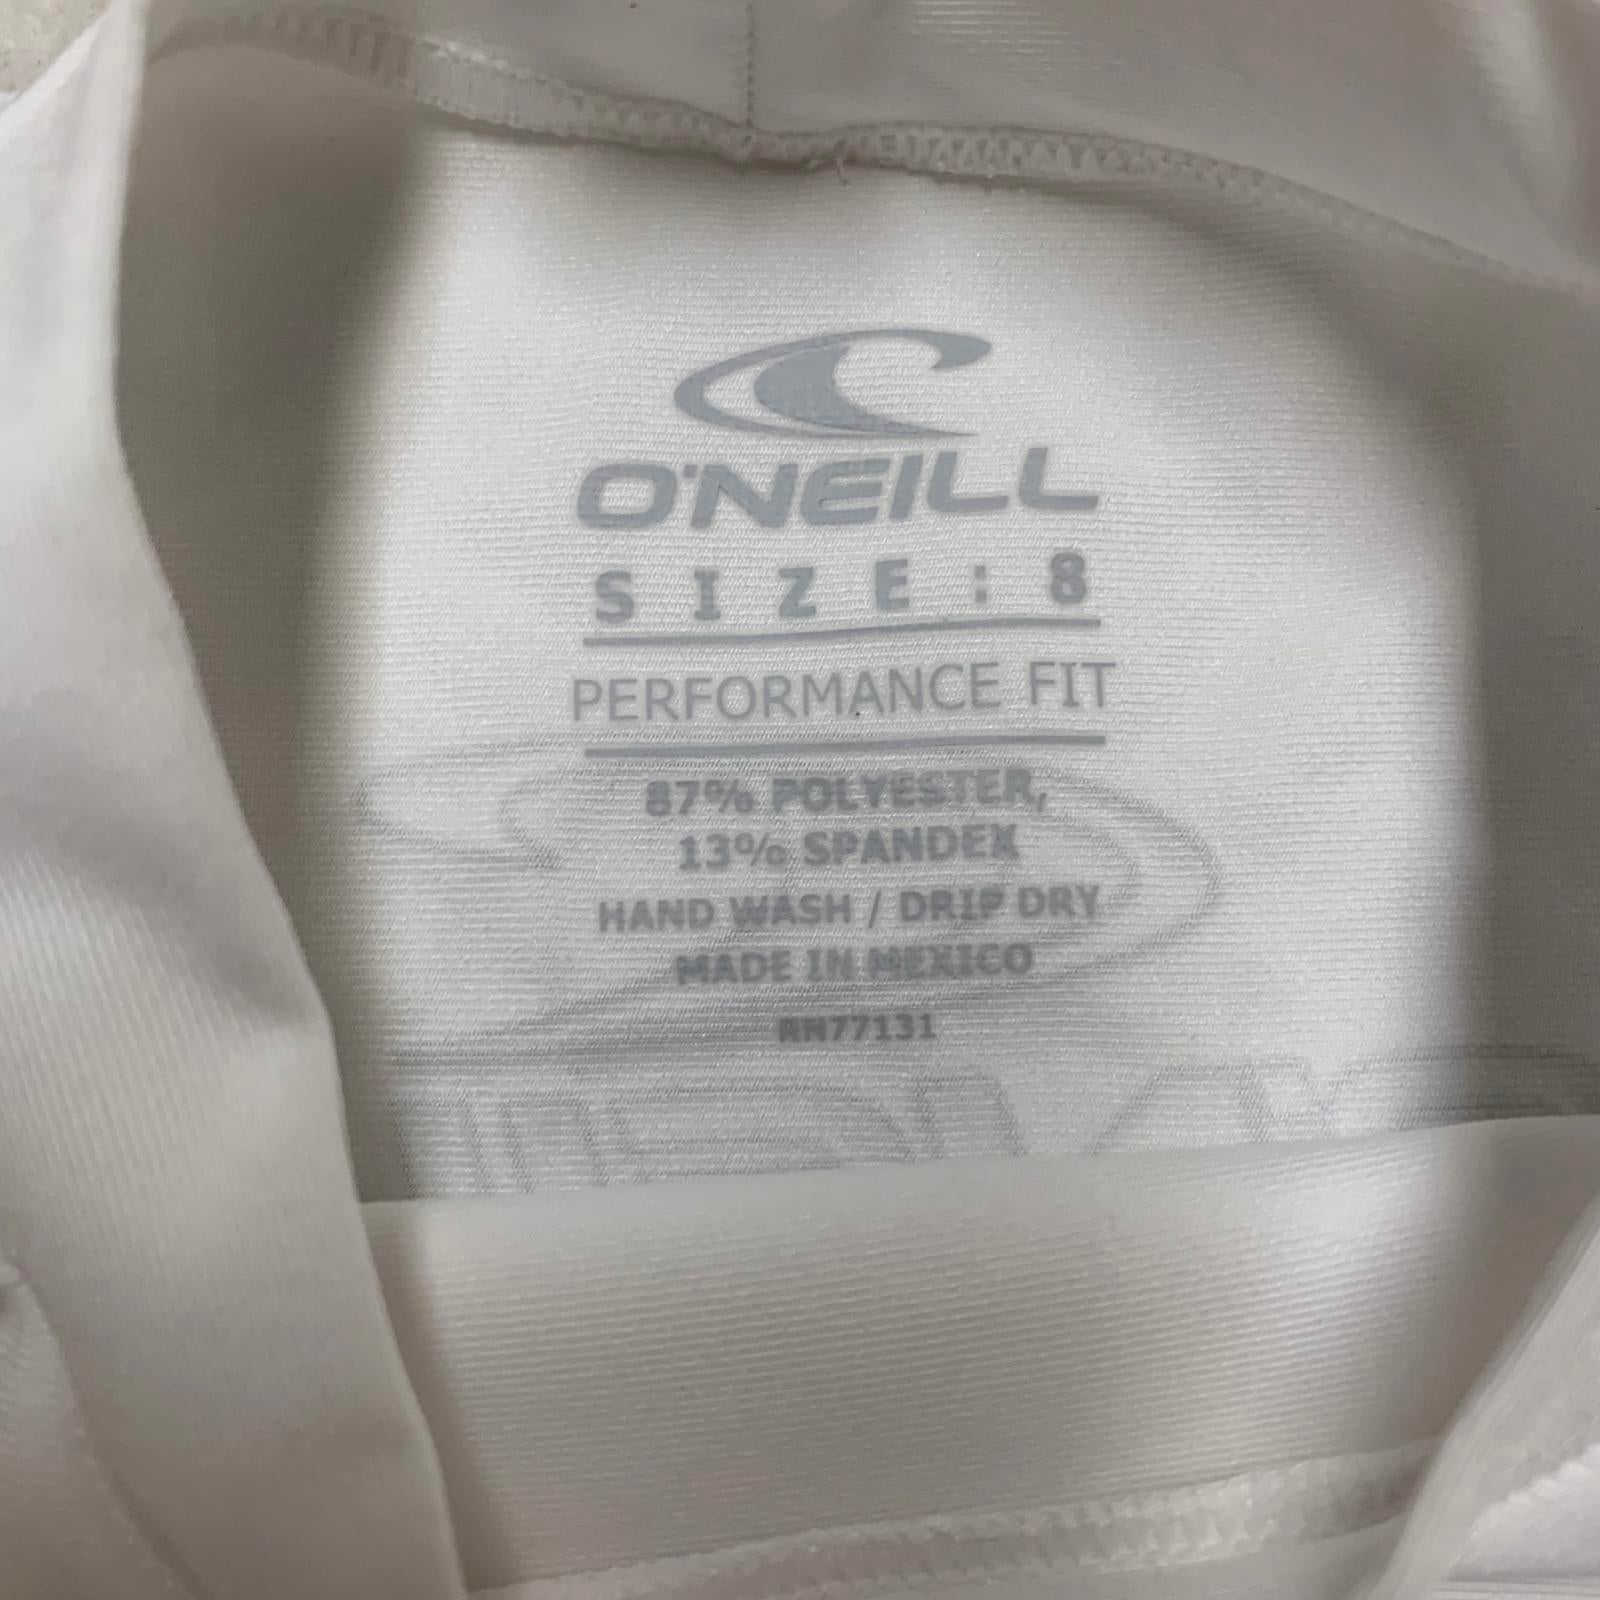 O'NEILL
SIZE: 8
PERFORMANCE FIT
87% POLYESTER,
13% SPANDEX
HAND WASH / DRIP DRY
MADE IN MEXICO
RN77131